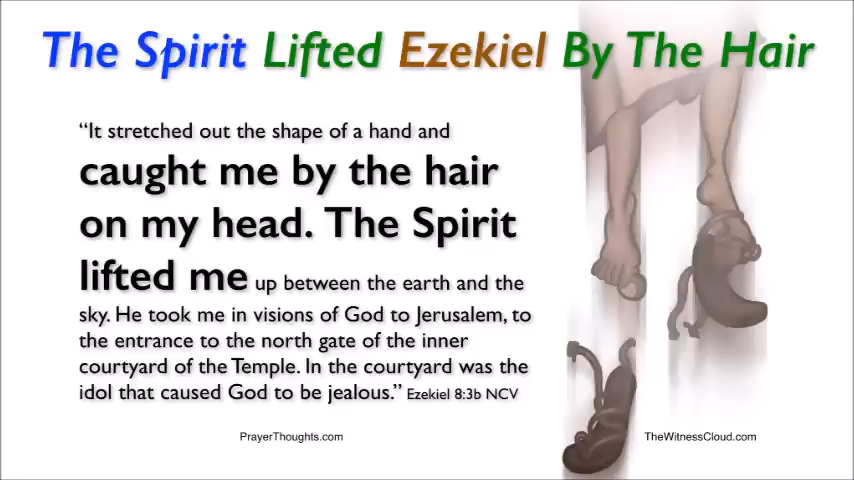 The Spirit Lifted Ezekiel By The Hair
“It stretched out the shape of a hand and
caught me by the hair
on my head. The Spirit
lifted me up between the earth and the
sky. He took me in visions of God to Jerusalem, to
the entrance to the north gate of the inner
courtyard of the Temple. In the courtyard was the
idol that caused God to be jealous.” Ezekiel 8:3b NCV
PrayerThoughts.com
TheWitnessCloud.com